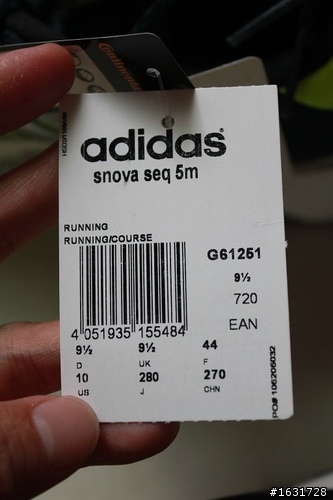 Continental
adidas
snova seq 5m
RUNNING
RUNNING/COURSE
G61251
9½
720
EAN
4 051935 155484
9½ 9½ 44
D UK F
10 280 270
US J CHN
PO# 106206032
#1631728